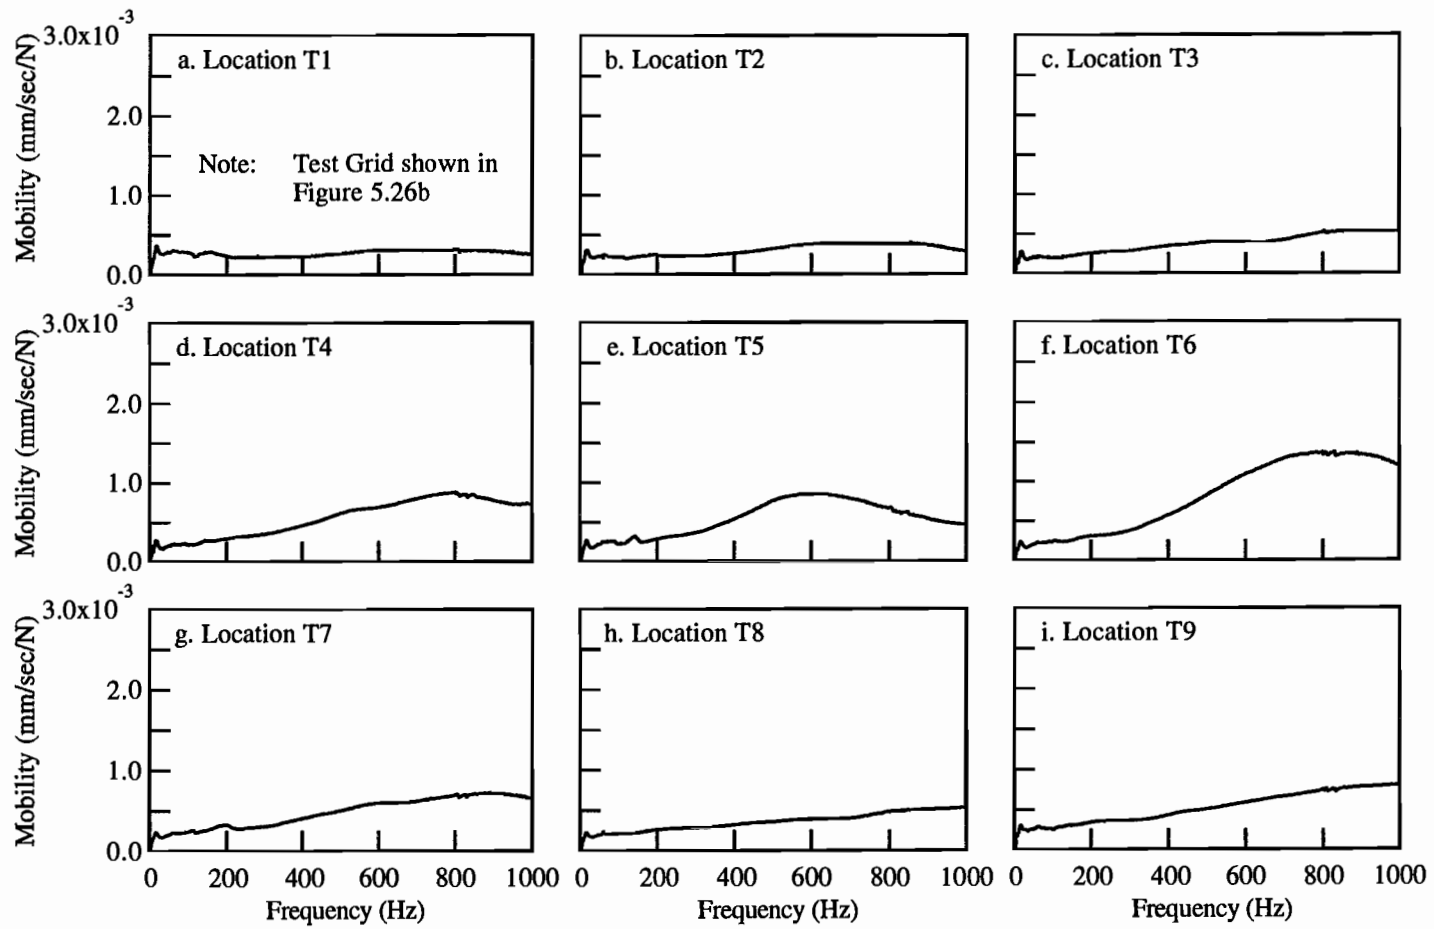 3.0x10-3
Mobility (mm/sec/N)
2.0
1.0
0.0
a. Location T1
Note: Test Grid shown in
Figure 5.26b
b. Location T2
c. Location T3
3.0x10-3
Mobility (mm/sec/N)
2.0
1.0
0.0
d. Location T4
e. Location T5
f. Location T6
3.0x10-3
Mobility (mm/sec/N)
2.0
1.0
0.0
g. Location T7
h. Location T8
i. Location T9
0 200 400 600 800 1000
Frequency (Hz)
0 200 400 600 800 1000
Frequency (Hz)
0 200 400 600 800 1000
Frequency (Hz)